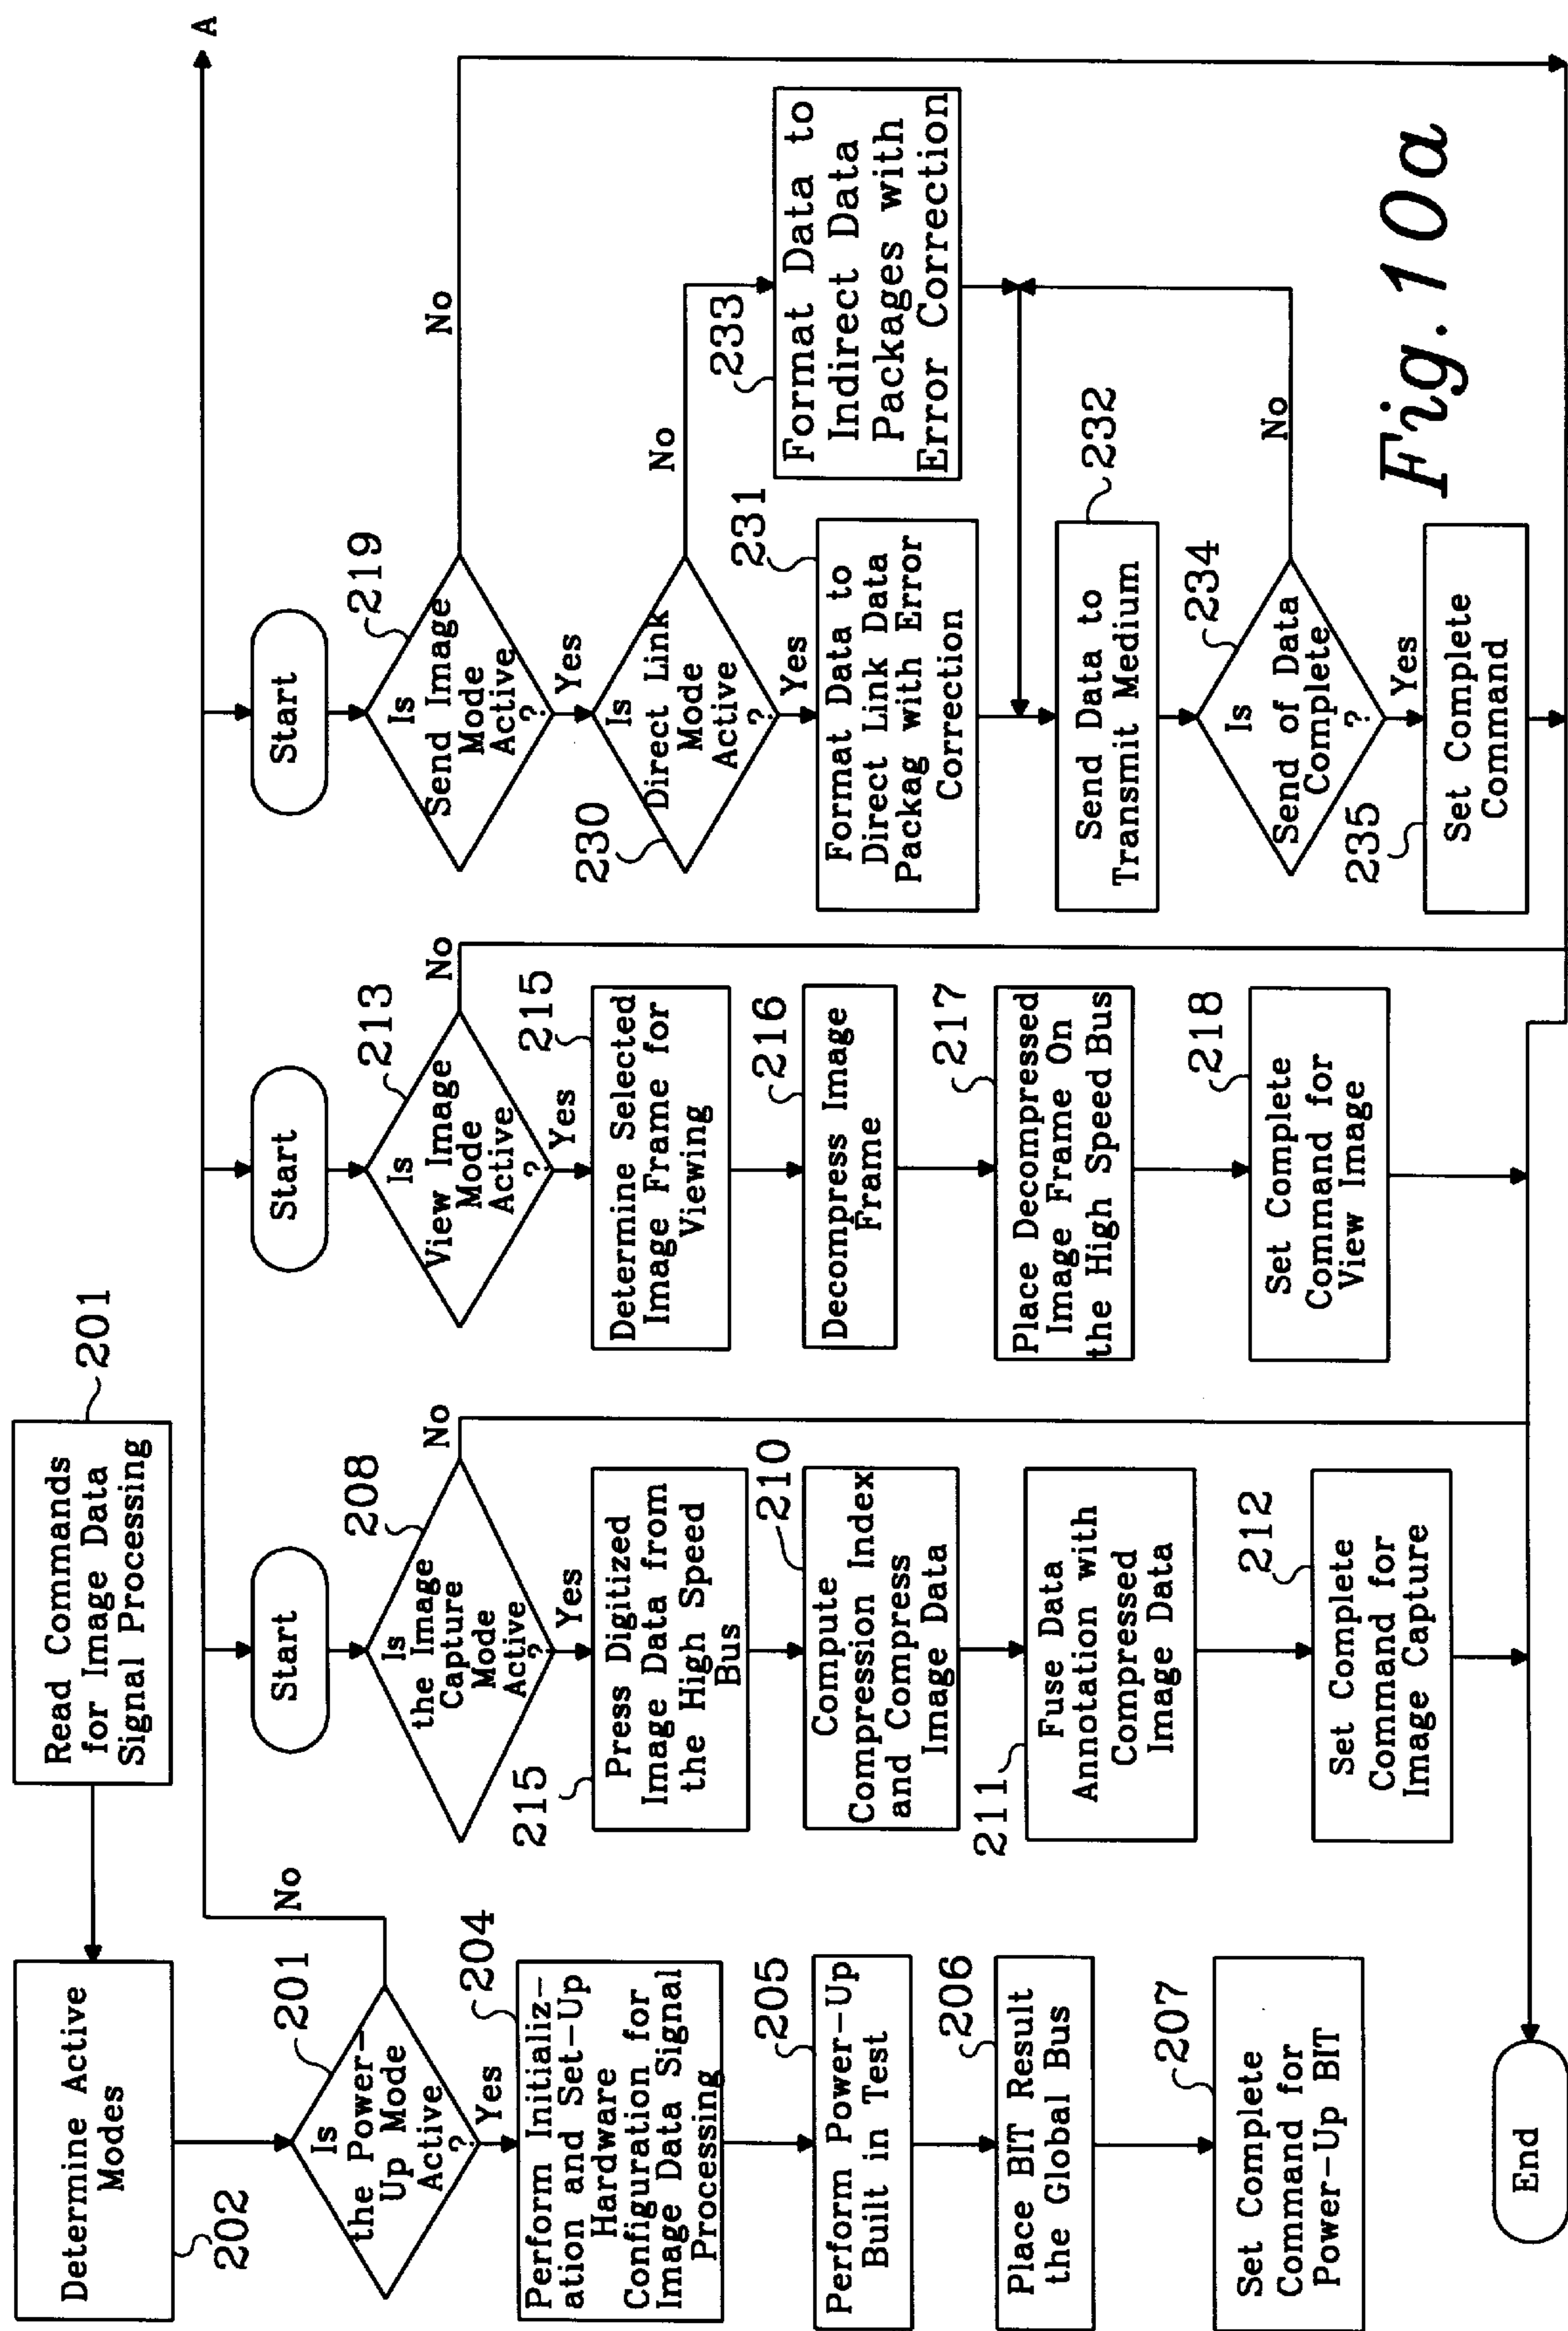 Read Commands
for Image Data
Signal Processing
201
Determine Active
Modes
202
A
Is
the Power-
Up Mode
Active
?
201
No
Yes
Perform Initializ-
ation and Set-Up
Hardware
Configuration for
Image Data Signal
Processing
204
Perform Power-Up
Built in Test
205
Place BIT Result
the Global Bus
206
Set Complete
Command for
Power-Up BIT
207
Start
Is
the Image
Captures
Mode
Active
?
208
No
Yes
Press Digitized
Image Data from
the High Speed
Bus
215
Compute
Compression Index
and Compress
Image Data
210
Fuse Data
Annotation with
Compressed
Image Data
211
Set Complete
Command for
Image Capture
212
Start
Is
View Image
Mode
Active
?
213
No
Yes
Determine Selected
Image Frame for
Viewing
215
Decompress Image
Frame
216
Place Decompressed
Image Frame On
the High Speed Bus
217
Set Complete
Command for
View Image
218
Start
Is
Send Image
Mode
Active
?
219
No
Yes
Is
Direct Link
Mode
Active
?
230
No
Yes
Format Data to
Direct Link Data
Packag with Error
Correction
231
Format Data to
Indirect Data
Packages with
Error Correction
233
Send Data to
Transmit Medium
232
Is
Send of Data
Complete
?
234
No
Yes
Set Complete
Command
235
End
Fig. 10a